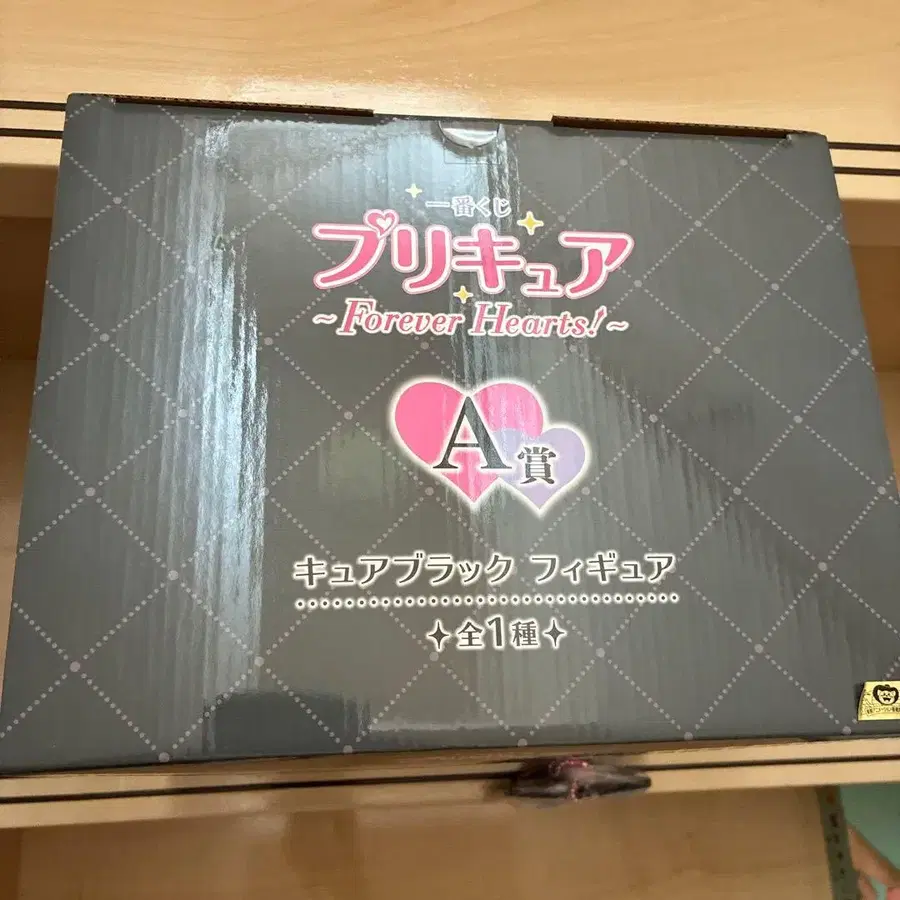 一番くじ
プリキュア
~Forever Hearts!~
A賞
キュアブラック フィギュア
全1種